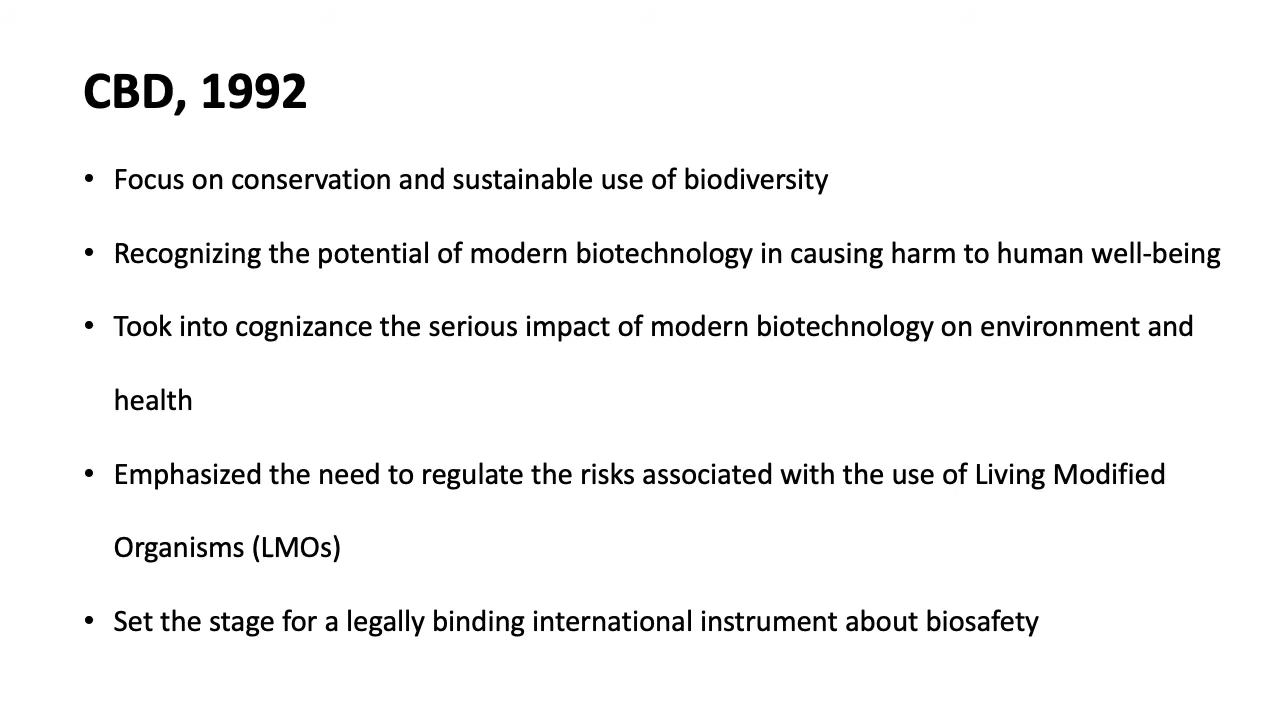 CBD, 1992
• Focus on conservation and sustainable use of biodiversity
• Recognizing the potential of modern biotechnology in causing harm to human well-being
• Took into cognizance the serious impact of modern biotechnology on environment and
health
• Emphasized the need to regulate the risks associated with the use of Living Modified
Organisms (LMOs)
• Set the stage for a legally binding international instrument about biosafety